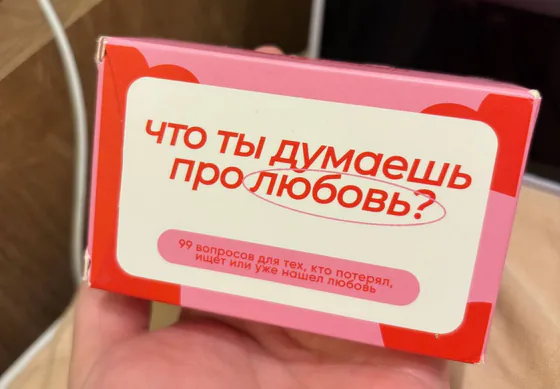 что ты думаешь
про любовь?
99 вопросов для тех, кто потерял,
ищет или уже нашел любовь